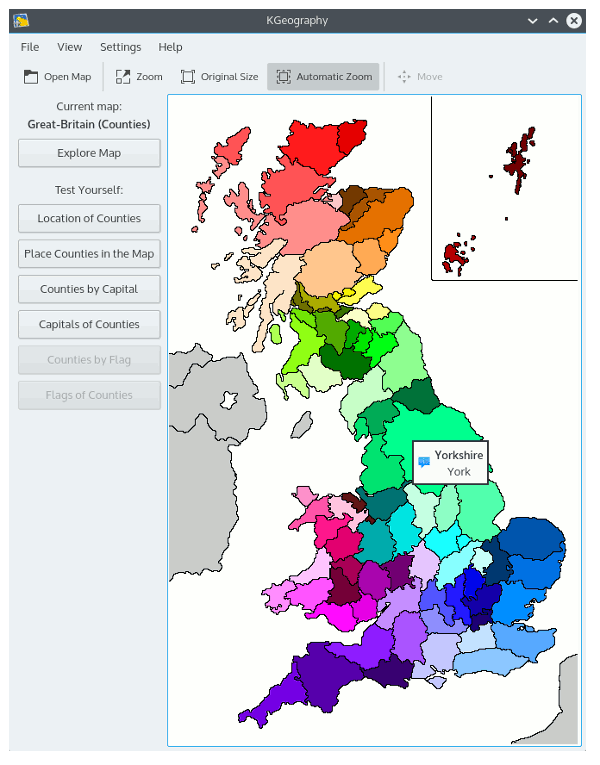 KGeography
File View Settings Help
Open Map Zoom Original Size Automatic Zoom Move
Current map:
Great-Britain (Counties)
Explore Map
Test Yourself:
Location of Counties
Place Counties in the Map
Counties by Capital
Capitals of Counties
Counties by Flag
Flags of Counties
Yorkshire
York